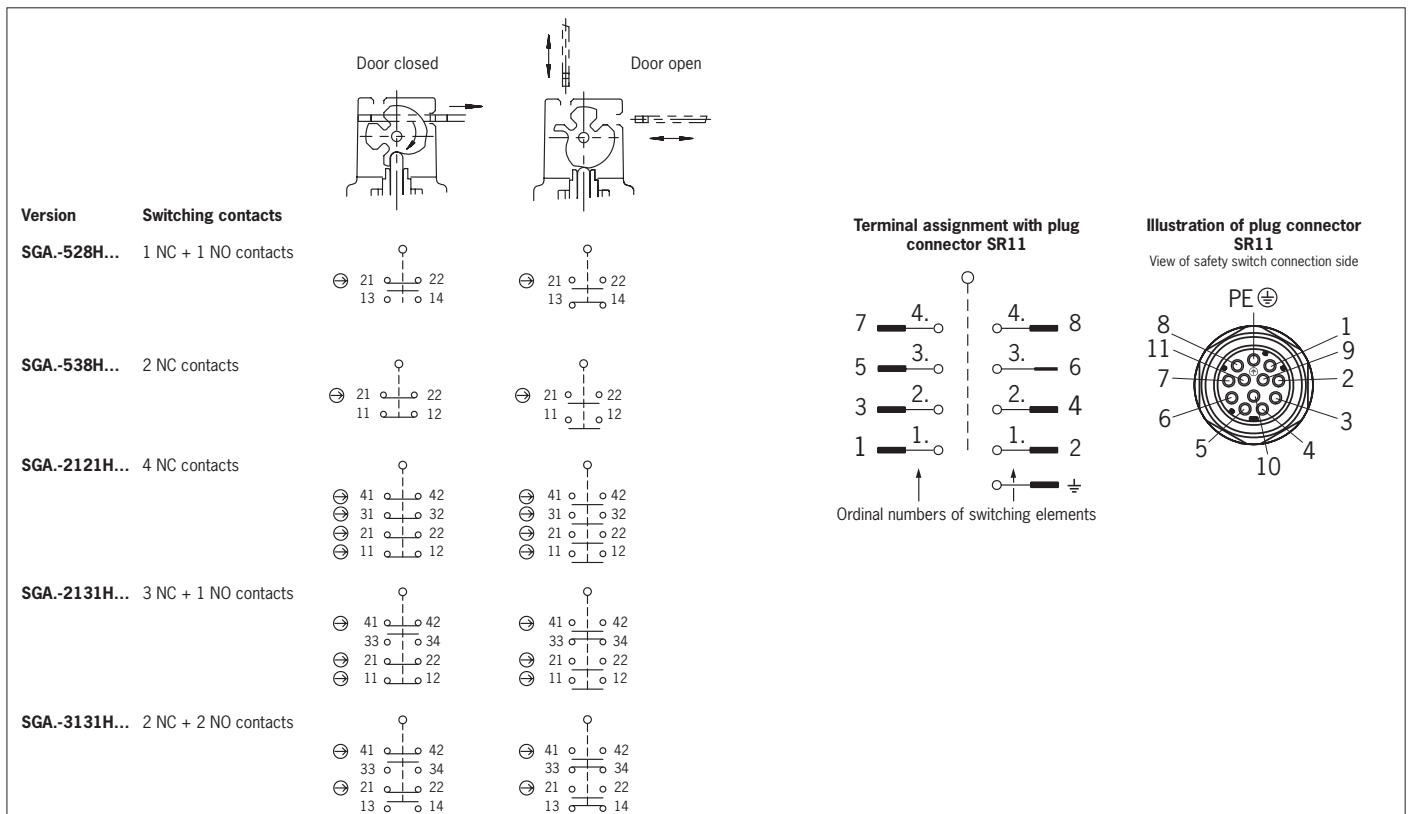 Door closed
Door open
Version Switching contacts
SGA.-528H... 1 NC + 1 NO contacts
21 22
13 14
21 22
13 14
SGA.-538H... 2 NC contacts
21 22
11 12
21 22
11 12
SGA.-2121H... 4 NC contacts
41 42
31 32
21 22
11 12
41 42
31 32
21 22
11 12
SGA.-2131H... 3 NC + 1 NO contacts
41 42
33 34
21 22
11 12
41 42
33 34
21 22
11 12
SGA.-3131H... 2 NC + 2 NO contacts
41 42
33 34
21 22
13 14
41 42
33 34
21 22
13 14
Terminal assignment with plug
connector SR11
7 4. 4. 8
5 3. 3. 6
3 2. 2. 4
1 1. 1. 2
Ordinal numbers of switching elements
Illustration of plug connector
SR11
View of safety switch connection side
PE
8 1
11 9
7 2
6 3
5 4
10